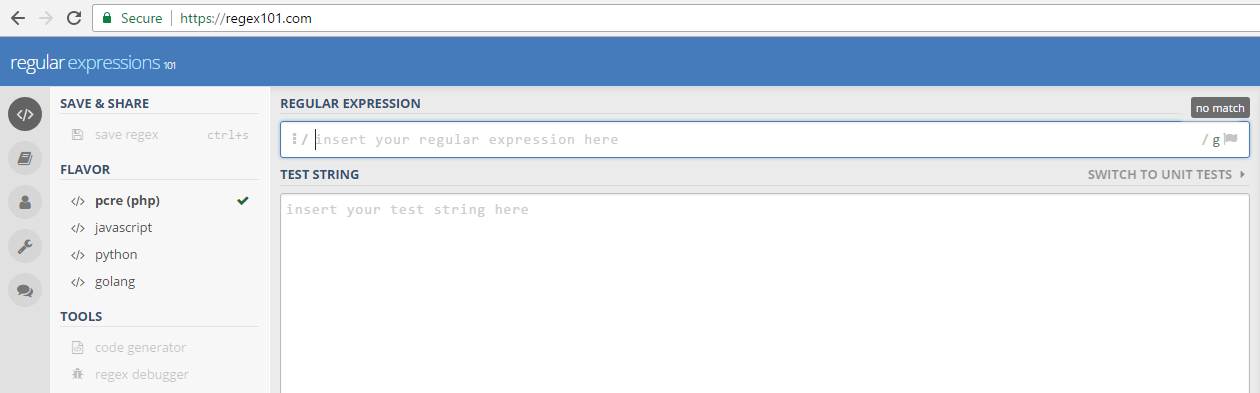 Secure https://regex101.com
regular expressions 101
SAVE & SHARE
save regex ctrl+s
FLAVOR
pcre (php)
javascript
python
golang
TOOLS
code generator
regex debugger
REGULAR EXPRESSION
no match
/ insert your regular expression here / g
TEST STRING
SWITCH TO UNIT TESTS
insert your test string here